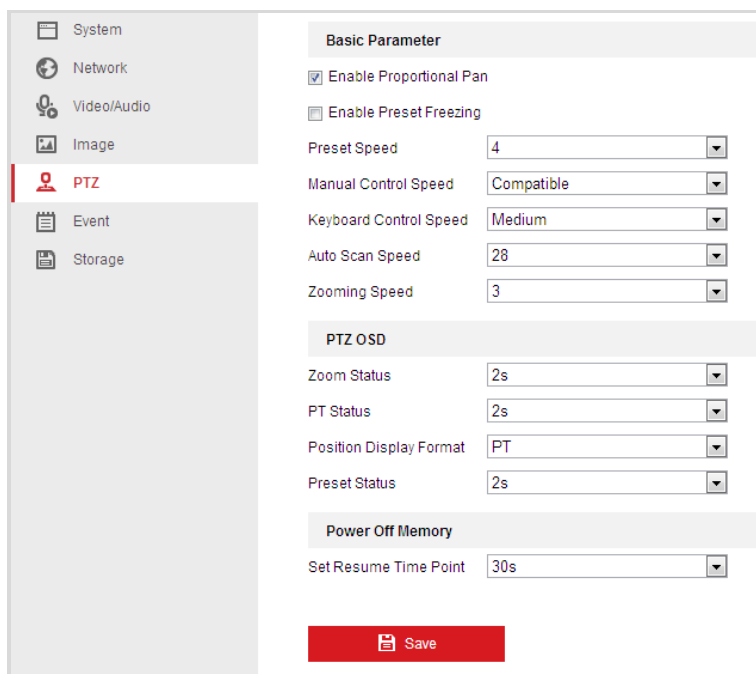 System
Network
Video/Audio
Image
PTZ
Event
Storage
Basic Parameter
Enable Proportional Pan
Enable Preset Freezing
Preset Speed 4
Manual Control Speed Compatible
Keyboard Control Speed Medium
Auto Scan Speed 28
Zooming Speed 3
PTZ OSD
Zoom Status 2s
PT Status 2s
Position Display Format PT
Preset Status 2s
Power Off Memory
Set Resume Time Point 30s
Save